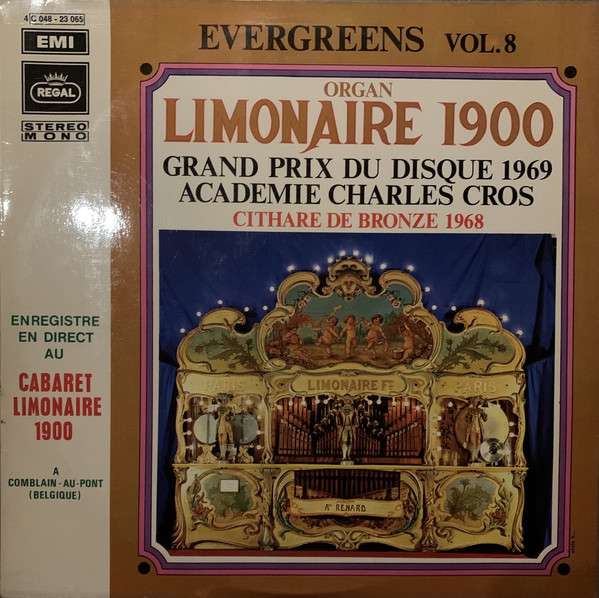 4 C 048 - 23 065
EMI
REGAL
STEREO
MONO
EVERGREENS VOL.8
ORGAN
LIMONAIRE 1900
GRAND PRIX DU DISQUE 1969
ACADEMIE CHARLES CROS
CITHARE DE BRONZE 1968
ENREGISTRE
EN DIRECT
AU
CABARET
LIMONAIRE
1900
A
COMBLAIN-AU-PONT
(BELGIQUE)
PARIS
LIMONAIRE Fs
PARIS
An RENARD